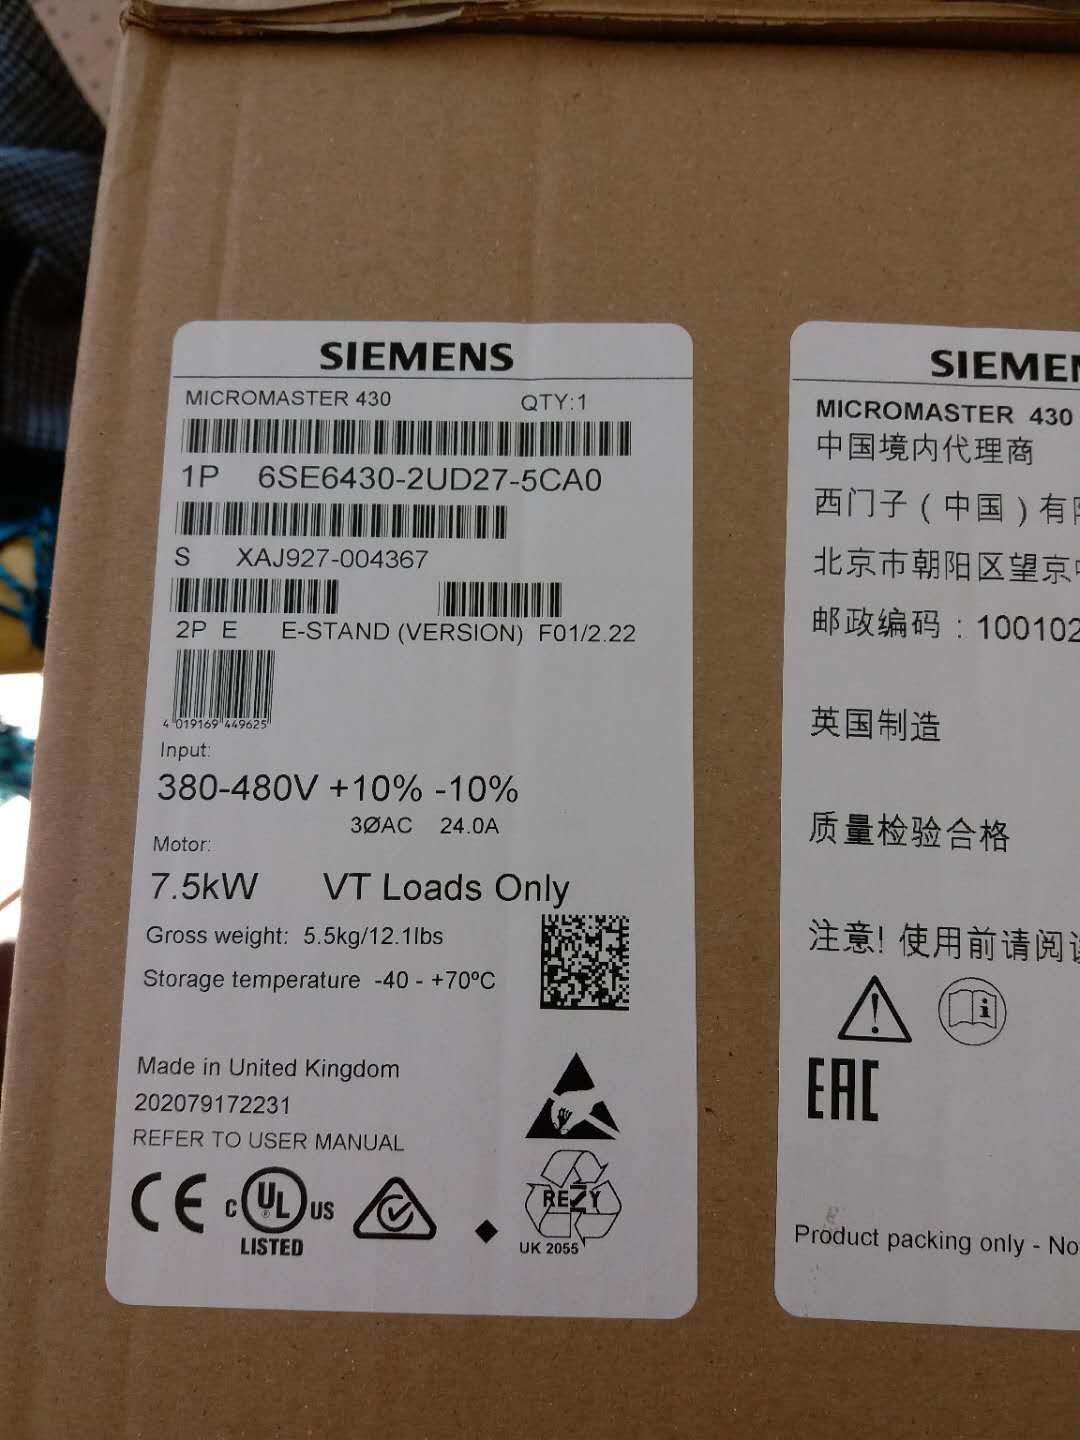 SIEMENS
MICROMASTER 430 QTY:1
1P 6SE6430-2UD27-5CA0
S XAJ927-004367
2P E E-STAND (VERSION) F01/2.22
4 019169 449625
Input:
380-480V +10% -10%
3ØAC 24.0A
Motor:
7.5kW VT Loads Only
Gross weight: 5.5kg/12.1lbs
Storage temperature -40 - +70ºC
Made in United Kingdom
202079172231
REFER TO USER MANUAL
CE C UL ® US LISTED
RE Z Y
UK 2055
SIEMEN
MICROMASTER 430
中国境内代理商
西门子（中国）有
北京市朝阳区望京
邮政编码：100102
英国制造
质量检验合格
注意! 使用前请阅
EAC
Product packing only - No